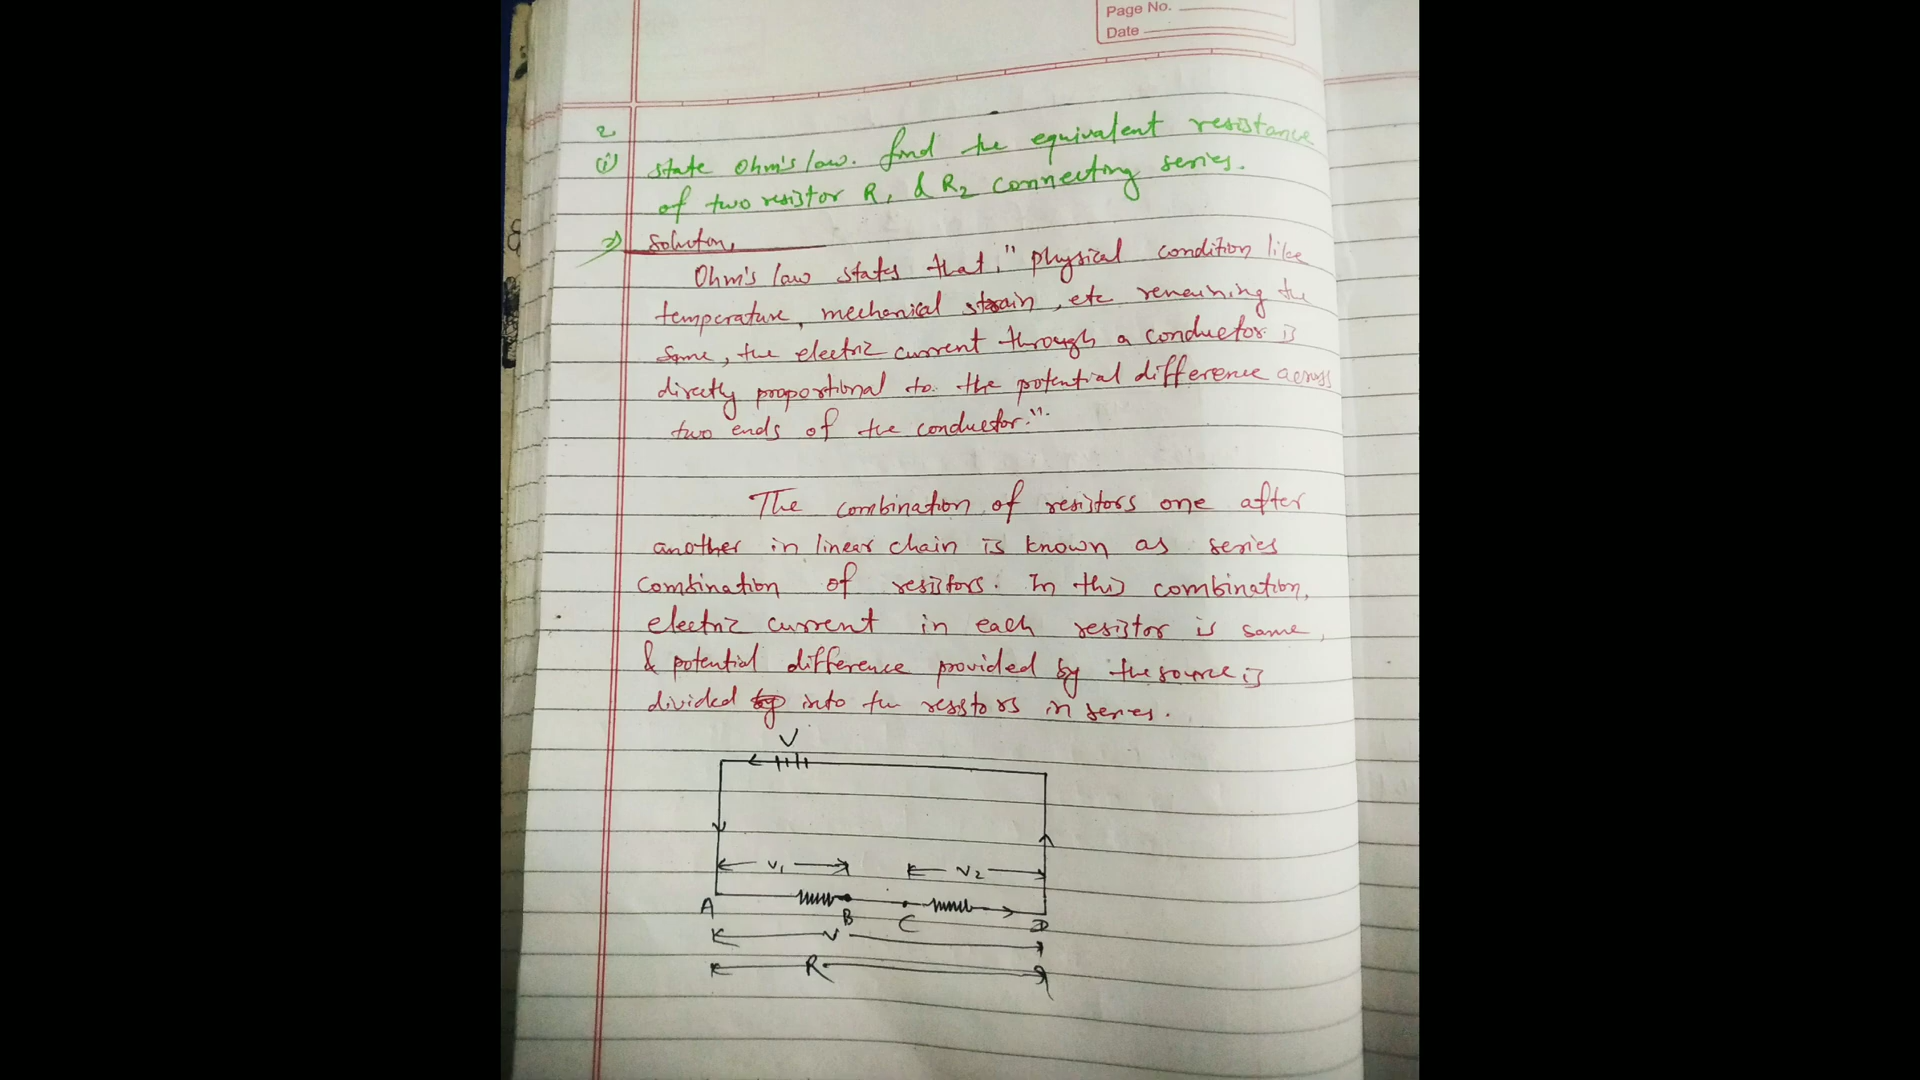 Page No.
Date
2.
(i) state Ohm's law. find the equivalent resistance
of two resistor R1 & R2 connecting series.
⇒ Solution,
Ohm's law states that, "physical condition like
temperature, mechanical strain, etc remaining the
same, the electric current through a conductor is
directly proportional to the potential difference across
two ends of the conductor."
The combination of resistors one after
another in linear chain is known as series
combination of resistors. In this combination,
electric current in each resistor is same,
& potential difference provided by the source is
divided into the resistors in series.
V
V1 V2
A B C D
V
R